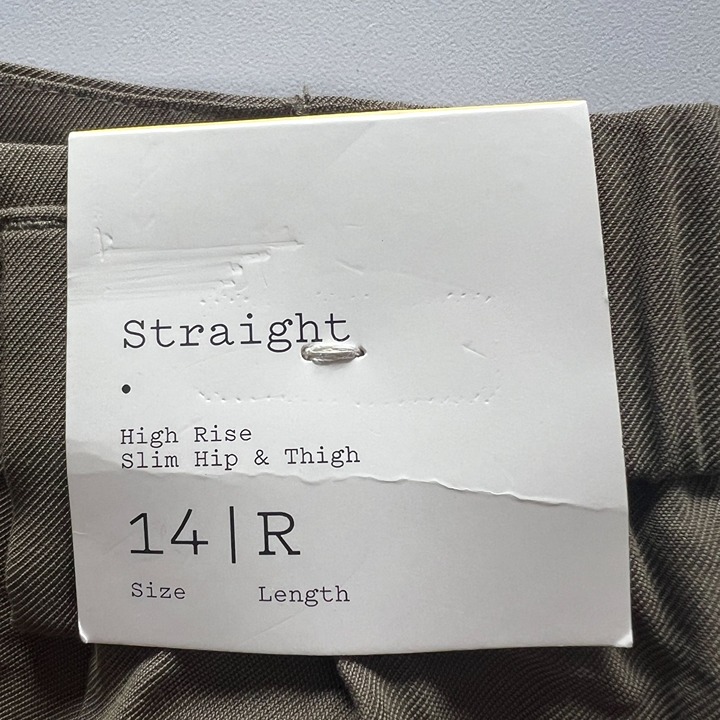 Straight
•
High Rise
Slim Hip & Thigh
14|R
Size Length